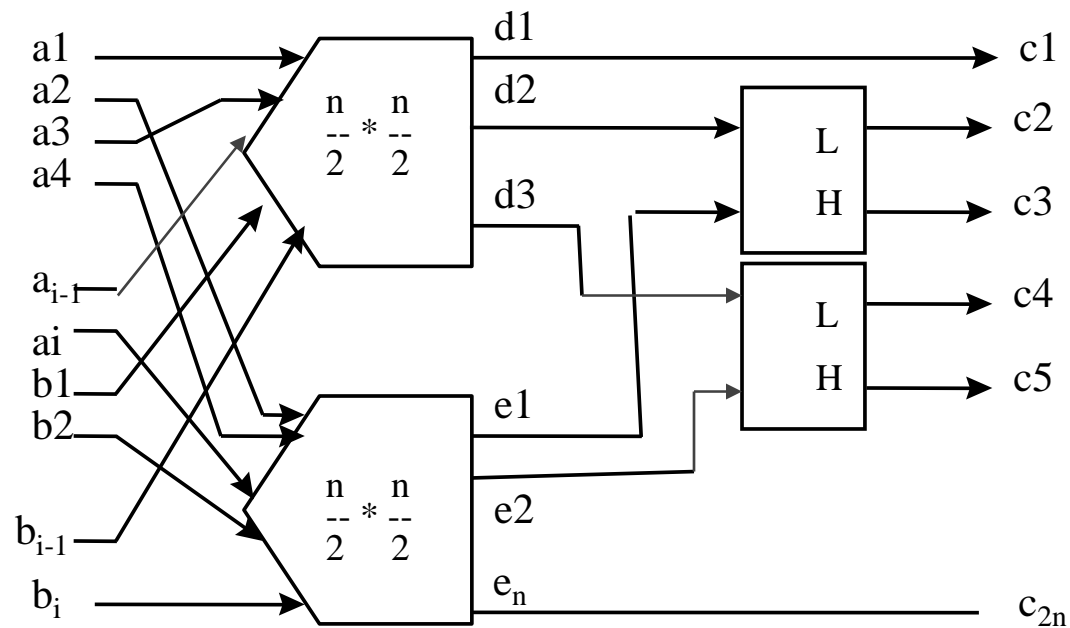 a1
a2
a3
a4
a_{i-1}
ai
b1
b2
b_{i-1}
b_i
n
--
2
*
n
--
2
d1
d2
d3
n
--
2
*
n
--
2
e1
e2
e_n
L
H
L
H
c1
c2
c3
c4
c5
c_{2n}